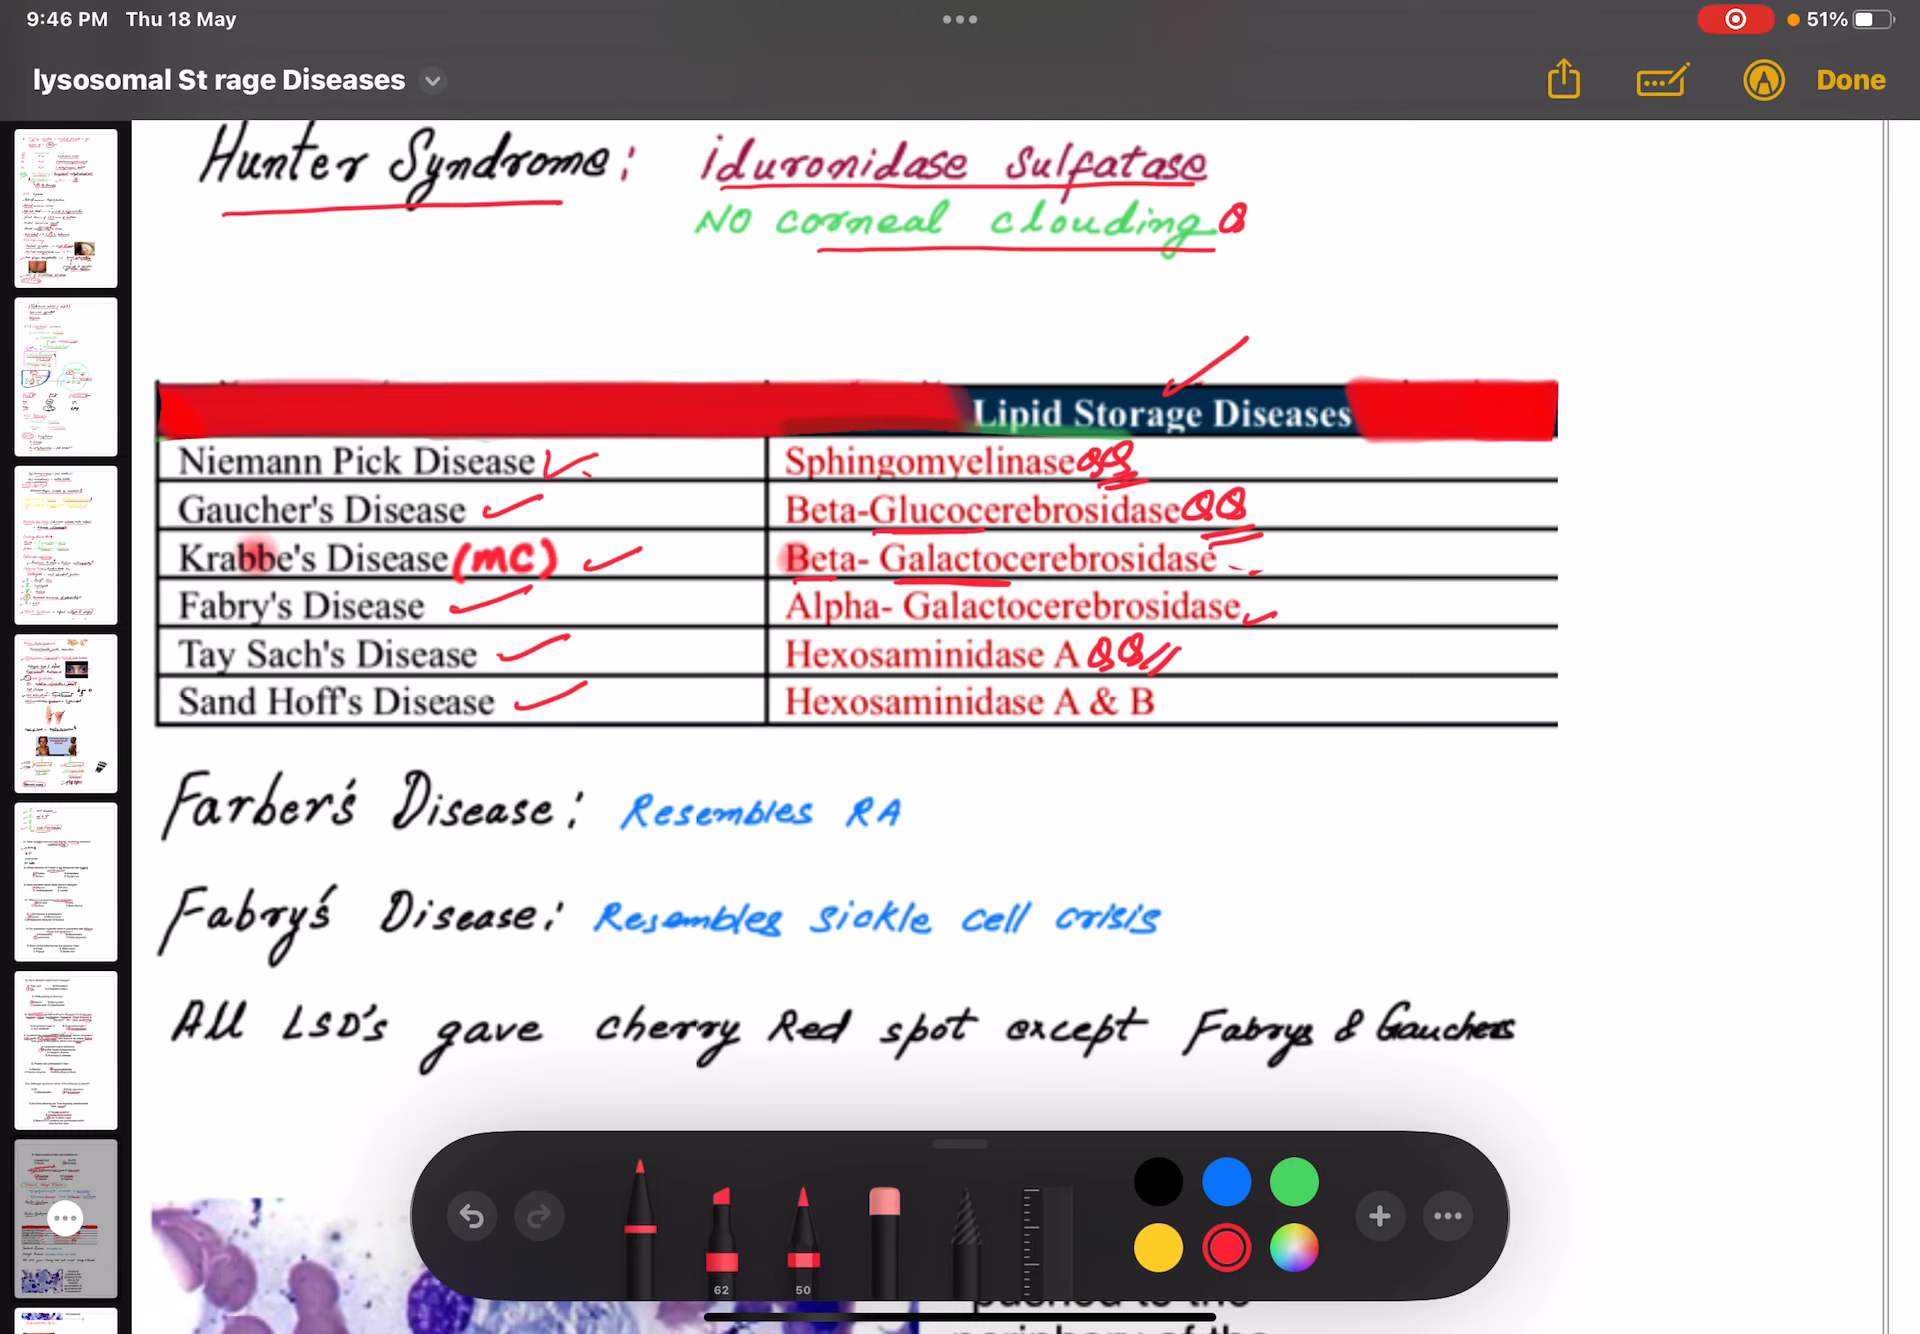 9:46 PM Thu 18 May
51%
lysosomal St rage Diseases
Done
Hunter Syndrome: iduronidase sulfatase
NO corneal clouding
Lipid Storage Diseases
Niemann Pick Disease Sphingomyelinase
Gaucher's Disease Beta-Glucocerebrosidase
Krabbe's Disease (MC) Beta- Galactocerebrosidase
Fabry's Disease Alpha- Galactocerebrosidase
Tay Sach's Disease Hexosaminidase A
Sand Hoff's Disease Hexosaminidase A & B
Farber's Disease: Resembles RA
Fabry's Disease: Resembles sickle cell crisis
All LSD's gave cherry Red spot except Fabrys & Gauchers
62 50